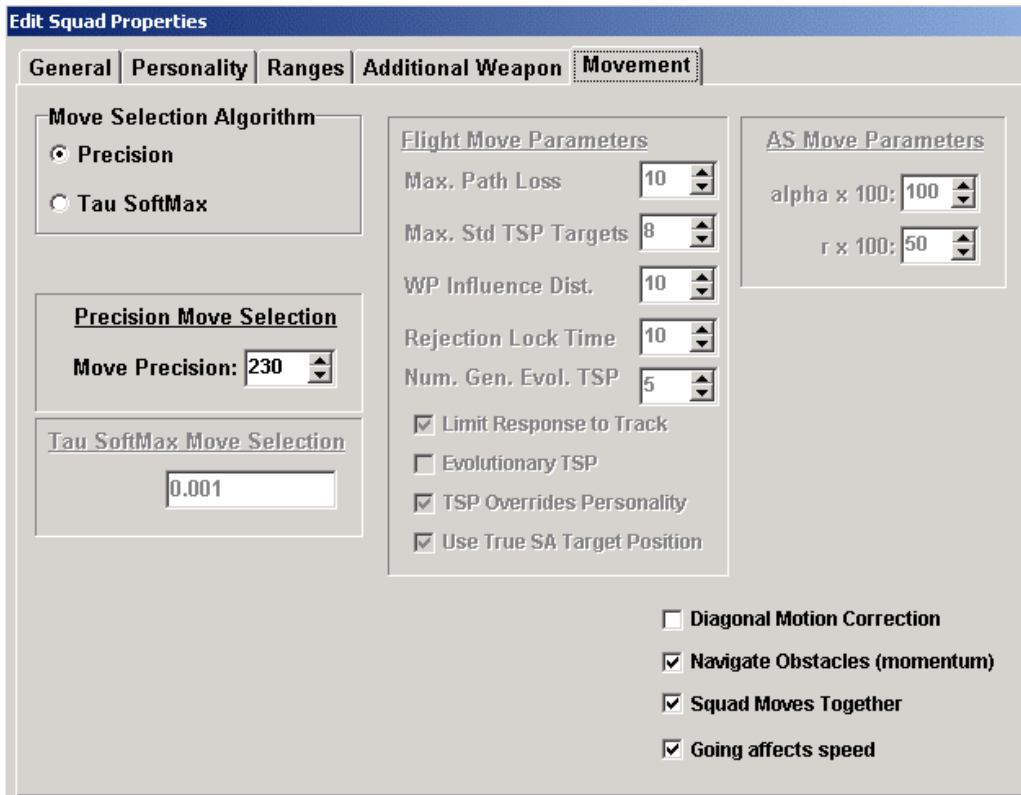 Edit Squad Properties
General Personality Ranges Additional Weapon Movement
Move Selection Algorithm
Precision
Tau SoftMax
Precision Move Selection
Move Precision: 230
Tau SoftMax Move Selection
0.001
Flight Move Parameters
Max. Path Loss 10
Max. Std TSP Targets 8
WP Influence Dist. 10
Rejection Lock Time 10
Num. Gen. Evol. TSP 5
Limit Response to Track
Evolutionary TSP
TSP Overrides Personality
Use True SA Target Position
AS Move Parameters
alpha x 100: 100
r x 100: 50
Diagonal Motion Correction
Navigate Obstacles (momentum)
Squad Moves Together
Going affects speed